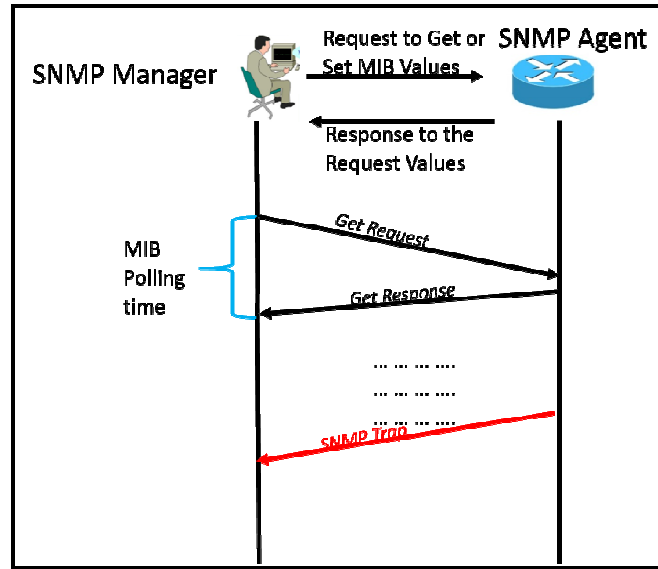 SNMP Manager
Request to Get or
Set MIB Values
SNMP Agent
Response to the
Request Values
MIB
Polling
time
Get Request
Get Response
... ... ... ....
... ... ... ....
... ... ... ....
SNMP Trap